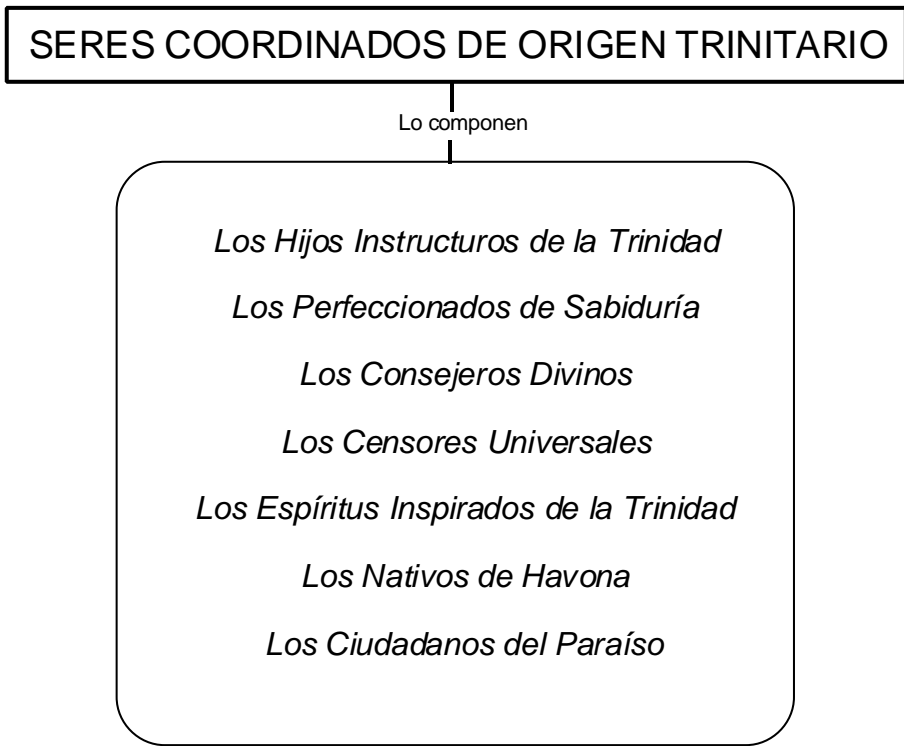 SERES COORDINADOS DE ORIGEN TRINITARIO
Lo componen
Los Hijos Instructuros de la Trinidad
Los Perfeccionados de Sabiduría
Los Consejeros Divinos
Los Censores Universales
Los Espíritus Inspirados de la Trinidad
Los Nativos de Havona
Los Ciudadanos del Paraíso